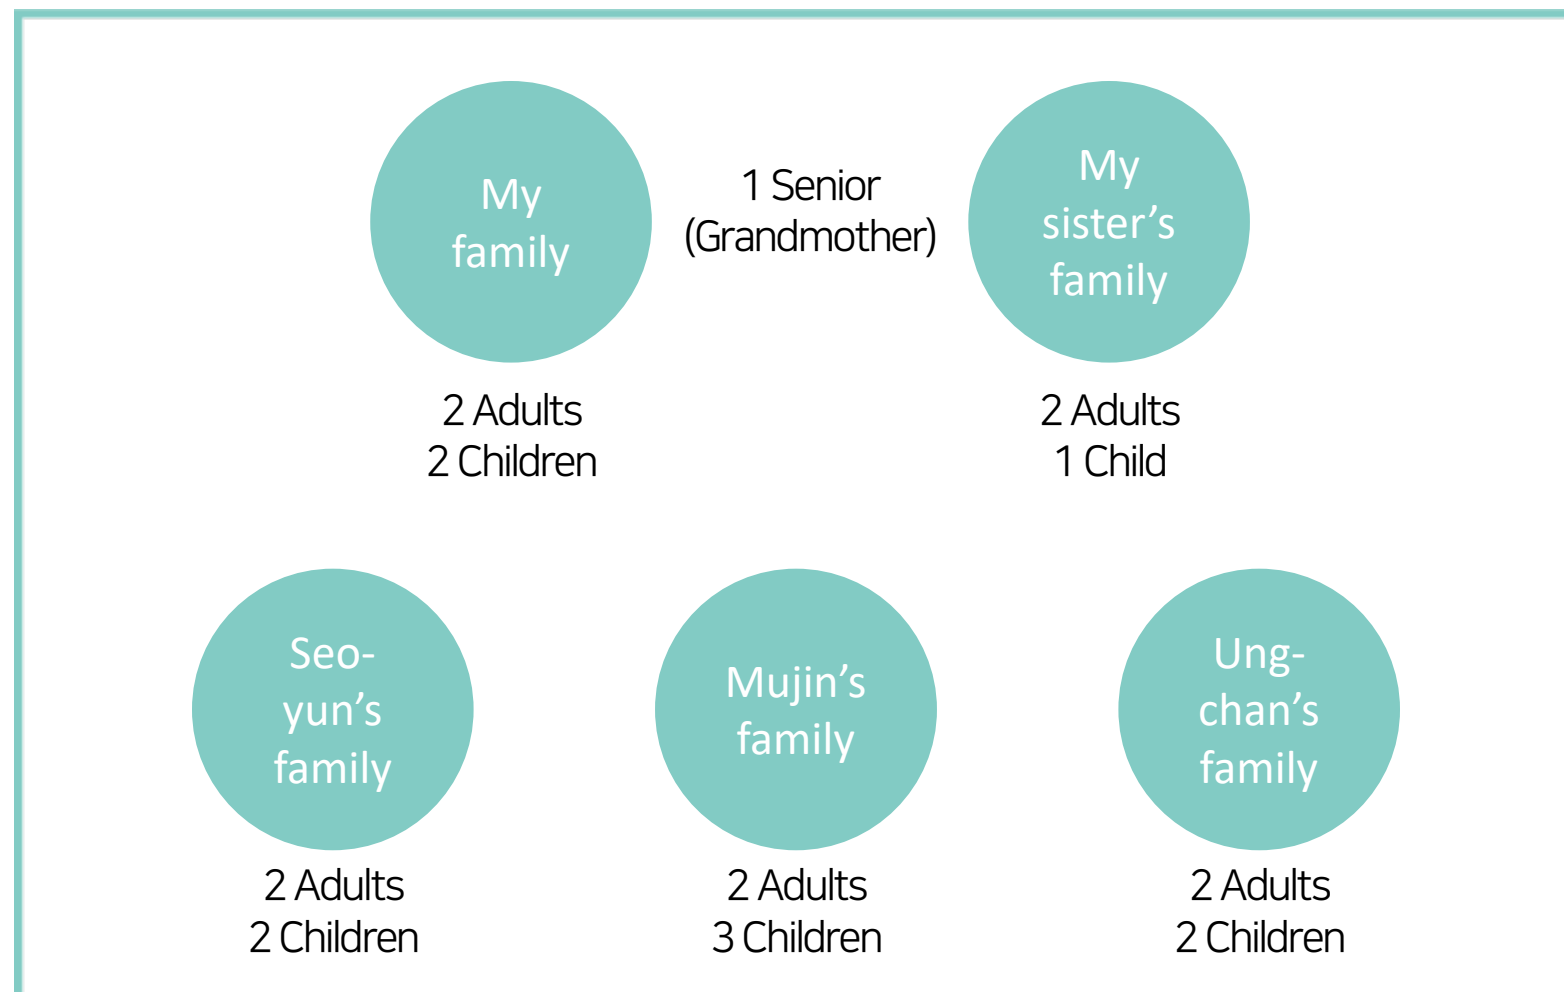 My
family
1 Senior
(Grandmother)
My
sister’s
family
2 Adults
2 Children
2 Adults
1 Child
Seo-
yun’s
family
Mujin’s
family
Ung-
chan’s
family
2 Adults
2 Children
2 Adults
3 Children
2 Adults
2 Children